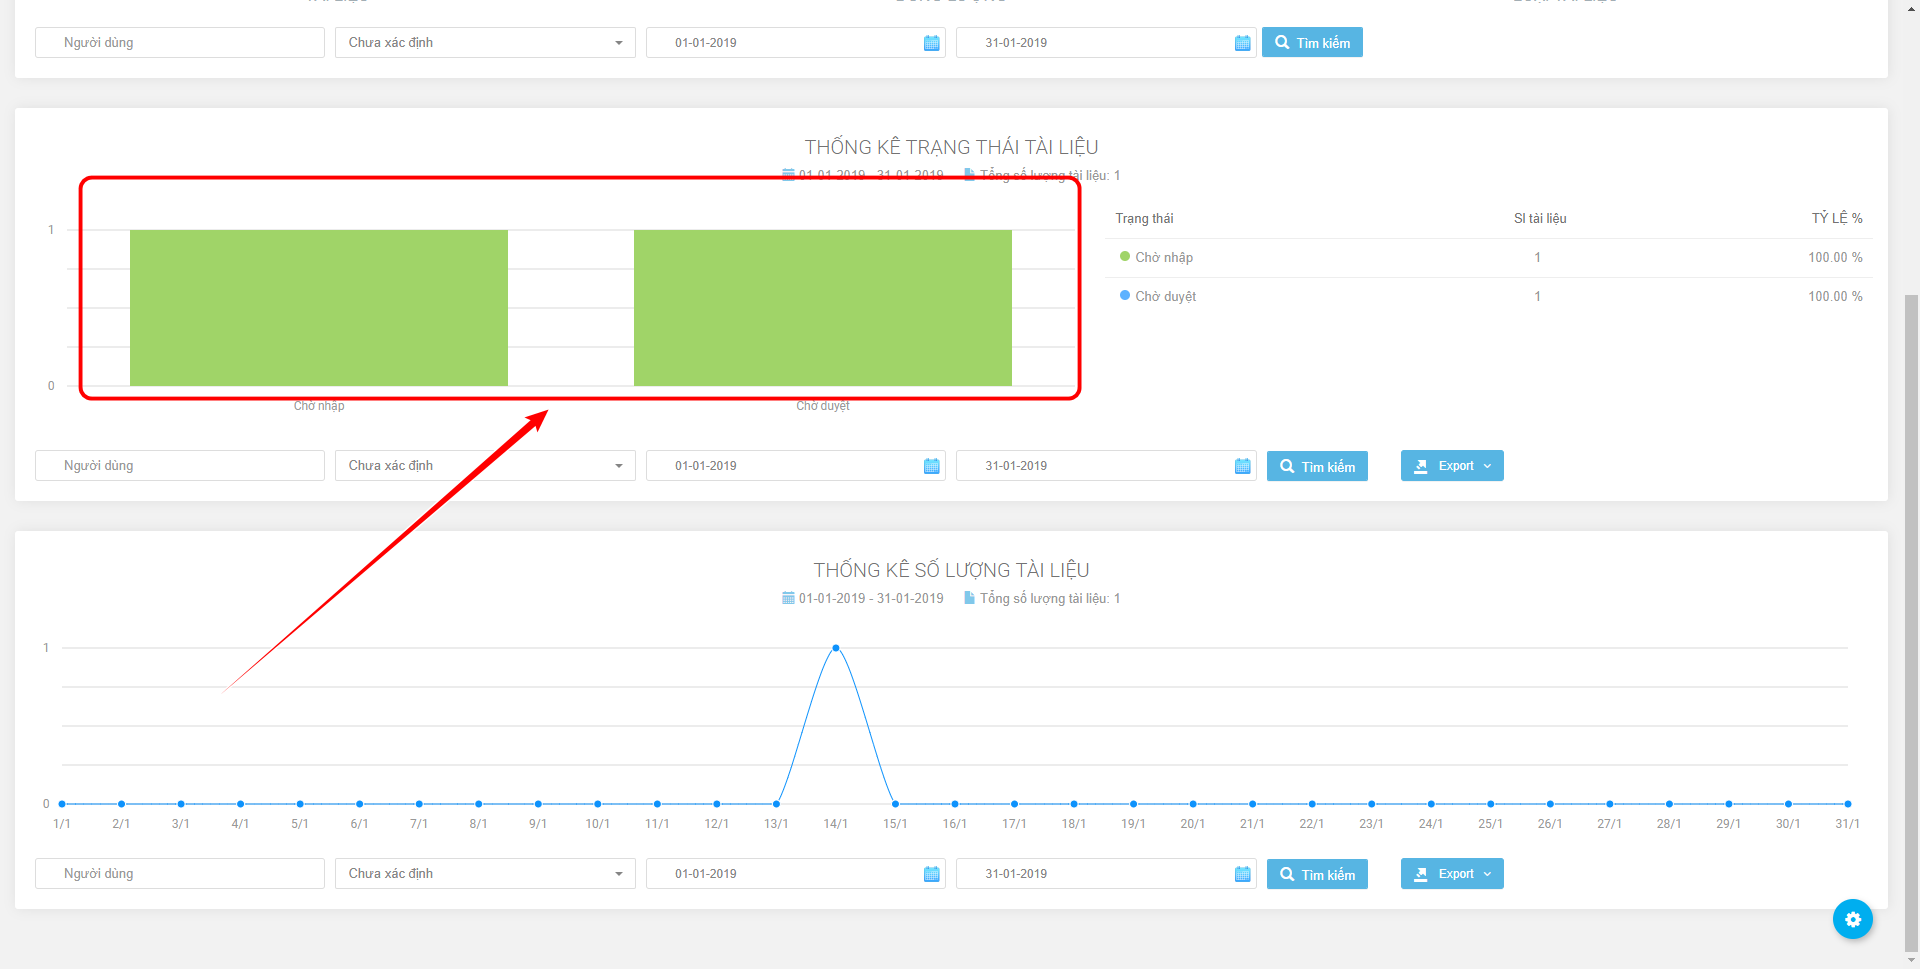 Người dùng
Chưa xác định
01-01-2019
31-01-2019
Tìm kiếm
THỐNG KÊ TRẠNG THÁI TÀI LIỆU
01-01-2019 - 31-01-2019 Tổng số lượng tài liệu: 1
Trạng thái Sl tài liệu TỶ LỆ %
Chờ nhập 1 100.00 %
Chờ duyệt 1 100.00 %
1
0
Chờ nhập Chờ duyệt
Người dùng
Chưa xác định
01-01-2019
31-01-2019
Tìm kiếm
Export
THỐNG KÊ SỐ LƯỢNG TÀI LIỆU
01-01-2019 - 31-01-2019 Tổng số lượng tài liệu: 1
1
0
1/1 2/1 3/1 4/1 5/1 6/1 7/1 8/1 9/1 10/1 11/1 12/1 13/1 14/1 15/1 16/1 17/1 18/1 19/1 20/1 21/1 22/1 23/1 24/1 25/1 26/1 27/1 28/1 29/1 30/1 31/1
Người dùng
Chưa xác định
01-01-2019
31-01-2019
Tìm kiếm
Export